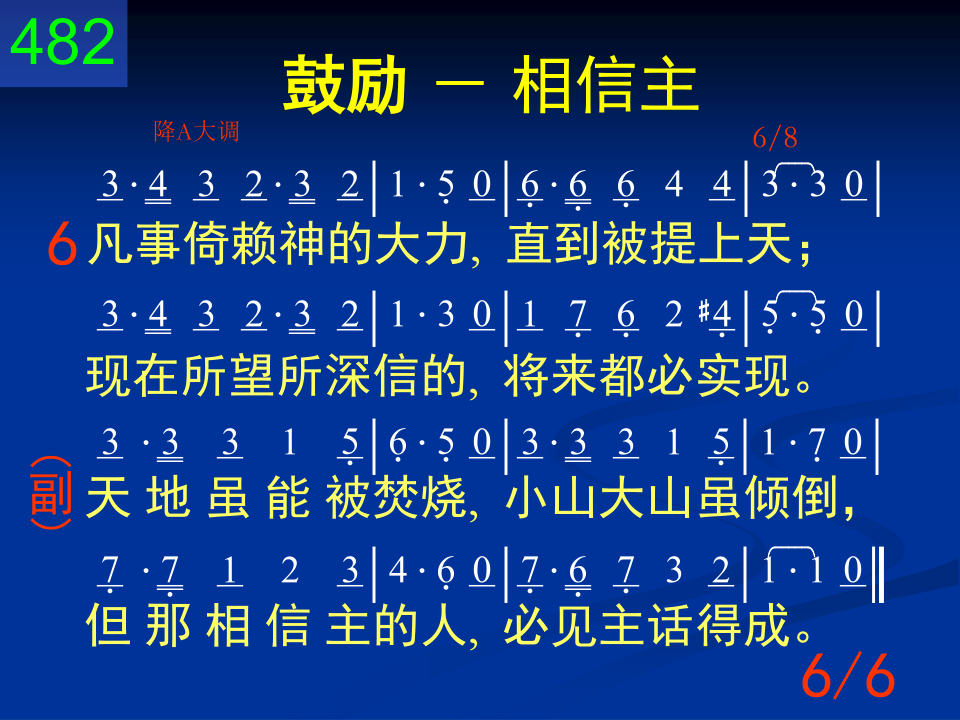 482
鼓励 － 相信主
降A大调 6/8
3 · 4 3 2 · 3 2 | 1 · 5 0 | 6 · 6 6 4 4 | 3 · 3 0 |
6 凡事倚赖神的大力, 直到被提上天；
3 · 4 3 2 · 3 2 | 1 · 3 0 | 1 7 6 2 #4 | 5 · 5 0 |
现在所望所深信的, 将来都必实现。
3 · 3 3 1 5 | 6 · 5 0 | 3 · 3 3 1 5 | 1 · 7 0 |
(副) 天 地 虽 能 被焚烧, 小山大山虽倾倒，
7 · 7 1 2 3 | 4 · 6 0 | 7 · 6 7 3 2 | 1 · 1 0 ‖
但 那 相 信 主的人, 必见主话得成。
6/6